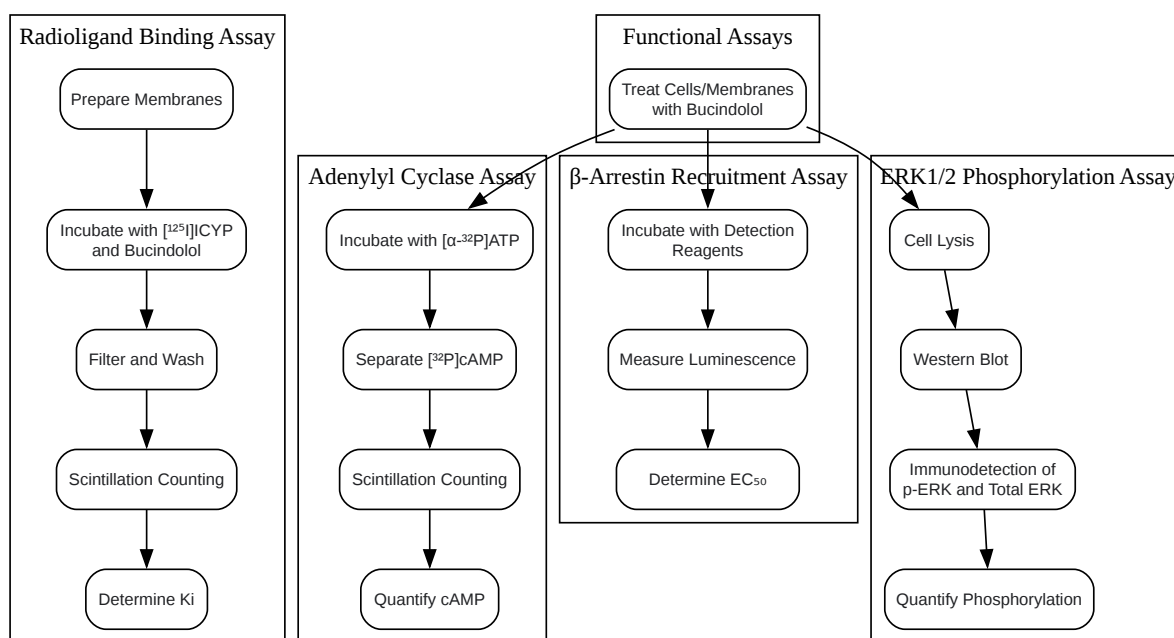 Radioligand Binding Assay
Prepare Membranes
Incubate with [¹²⁵I]ICYP
and Bucindolol
Filter and Wash
Scintillation Counting
Determine Ki
Functional Assays
Treat Cells/Membranes
with Bucindolol
Adenylyl Cyclase Assay
Incubate with [α-³²P]ATP
Separate [³²P]cAMP
Scintillation Counting
Quantify cAMP
β-Arrestin Recruitment Assay
Incubate with Detection
Reagents
Measure Luminescence
Determine EC₅₀
ERK1/2 Phosphorylation Assay
Cell Lysis
Western Blot
Immunodetection of
p-ERK and Total ERK
Quantify Phosphorylation